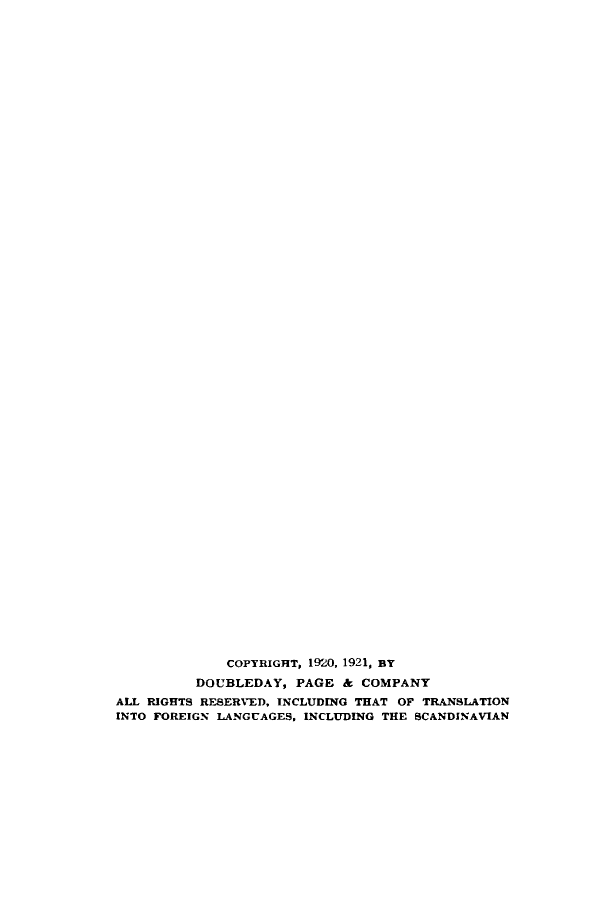 COPYRIGHT, 1920, 1921, BY
DOUBLEDAY, PAGE & COMPANY
ALL RIGHTS RESERVED, INCLUDING THAT OF TRANSLATION
INTO FOREIGN LANGUAGES, INCLUDING THE SCANDINAVIAN